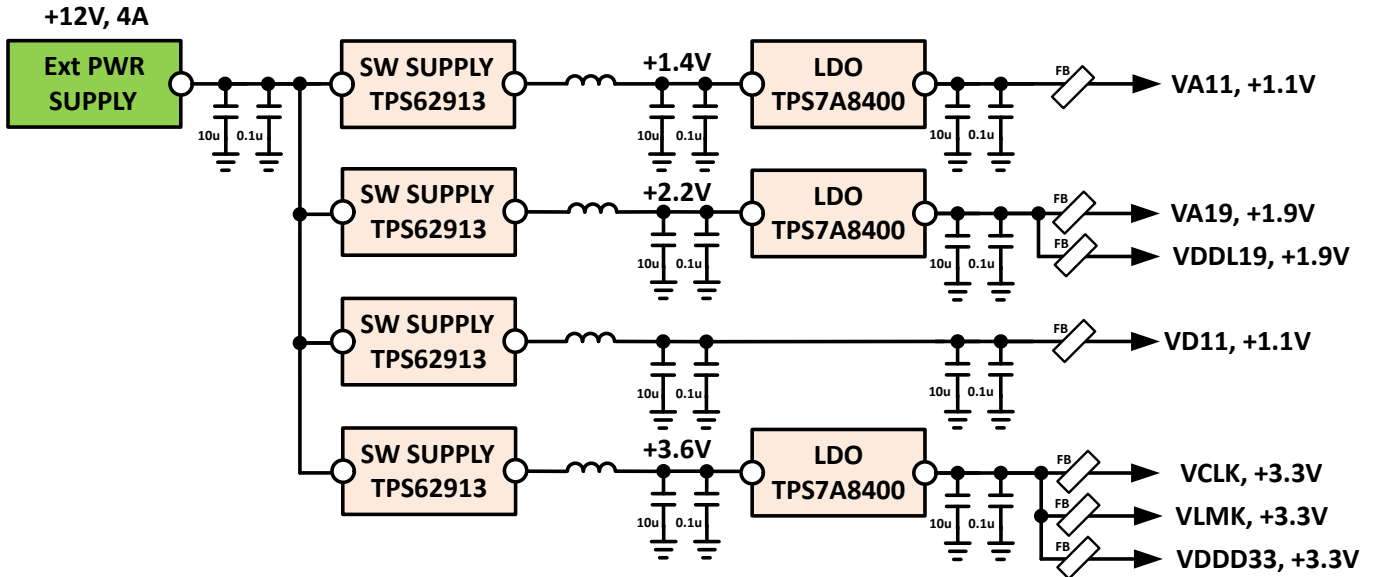 +12V, 4A
Ext PWR
SUPPLY
10u
0.1u
SW SUPPLY
TPS62913
+1.4V
10u
0.1u
LDO
TPS7A8400
10u
0.1u
FB
VA11, +1.1V
SW SUPPLY
TPS62913
+2.2V
10u
0.1u
LDO
TPS7A8400
10u
0.1u
FB
VA19, +1.9V
FB
VDDL19, +1.9V
SW SUPPLY
TPS62913
10u
0.1u
10u
0.1u
FB
VD11, +1.1V
SW SUPPLY
TPS62913
+3.6V
10u
0.1u
LDO
TPS7A8400
10u
0.1u
FB
VCLK, +3.3V
FB
VLMK, +3.3V
FB
VDDD33, +3.3V